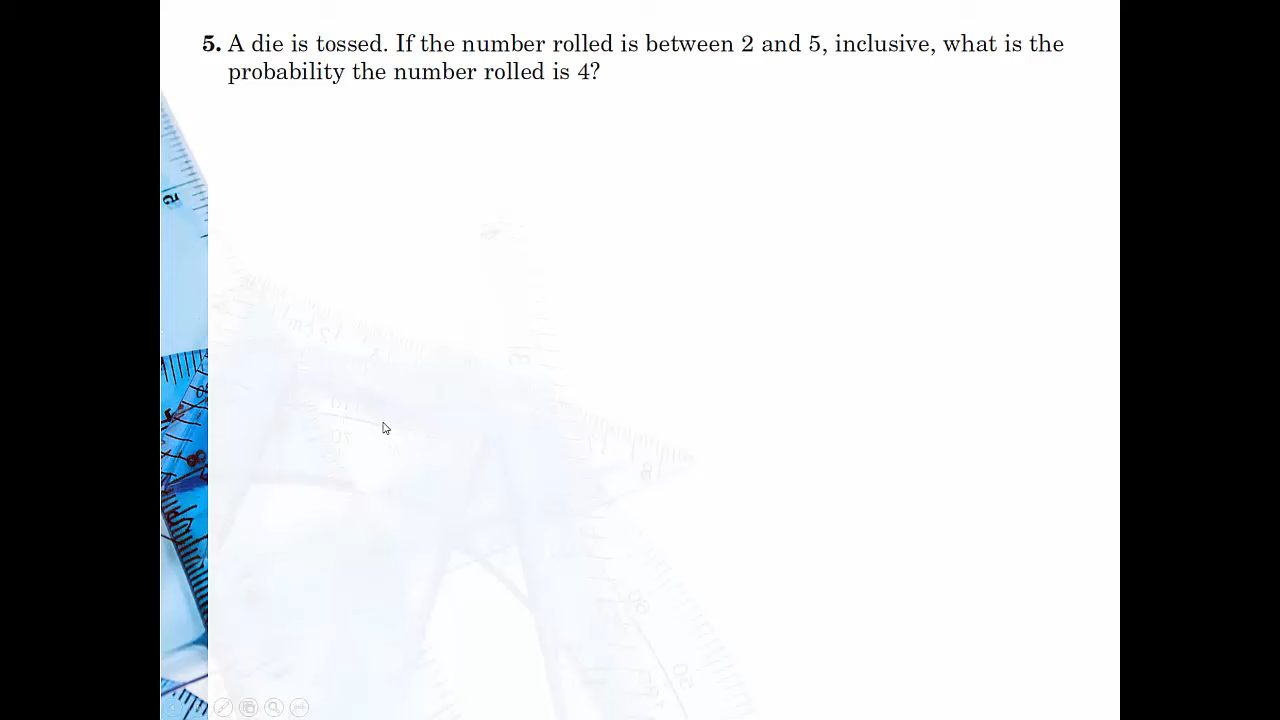 5. A die is tossed. If the number rolled is between 2 and 5, inclusive, what is the
probability the number rolled is 4?